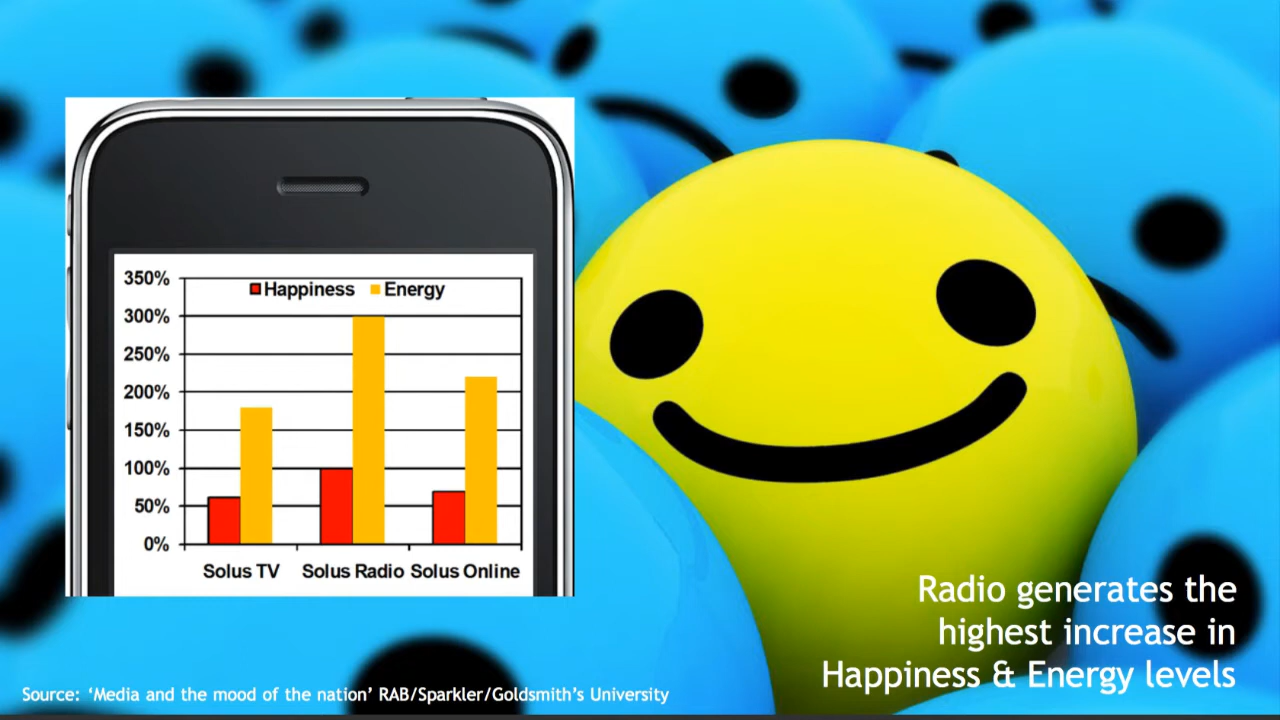 350%
Happiness Energy
300%
250%
200%
150%
100%
50%
0%
Solus TV Solus Radio Solus Online
Radio generates the
highest increase in
Happiness & Energy levels
Source: ‘Media and the mood of the nation’ RAB/Sparkler/Goldsmith’s University